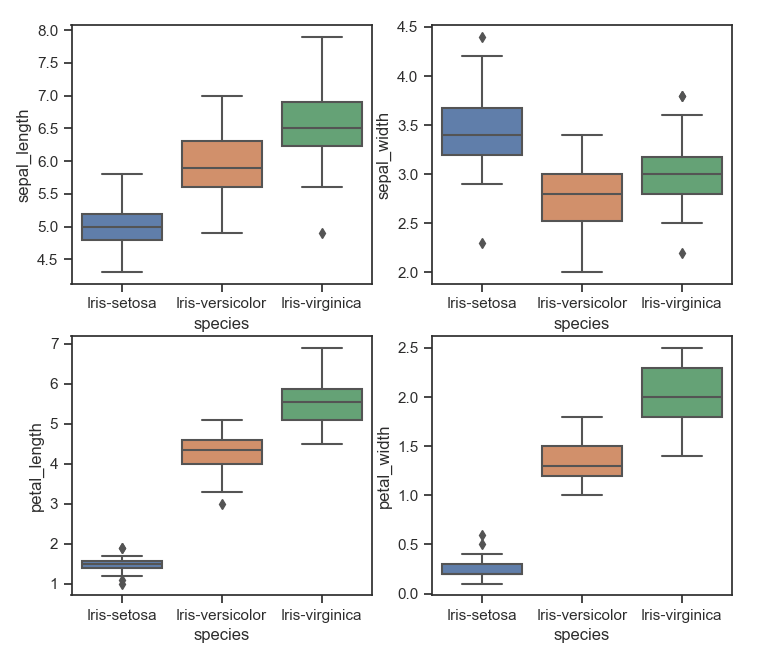 sepal_length
8.0
7.5
7.0
6.5
6.0
5.5
5.0
4.5
Iris-setosa Iris-versicolor Iris-virginica
species
sepal_width
4.5
4.0
3.5
3.0
2.5
2.0
Iris-setosa Iris-versicolor Iris-virginica
species
petal_length
7
6
5
4
3
2
1
Iris-setosa Iris-versicolor Iris-virginica
species
petal_width
2.5
2.0
1.5
1.0
0.5
0.0
Iris-setosa Iris-versicolor Iris-virginica
species